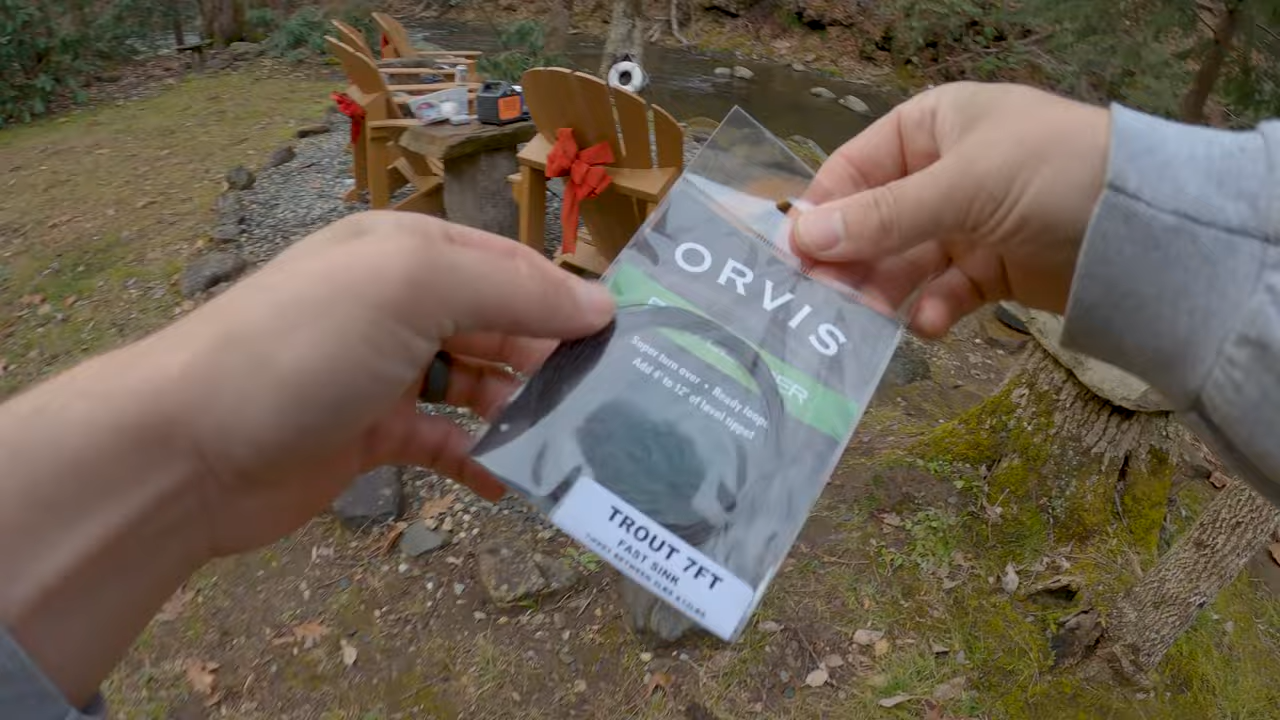 ORVIS
Super turn over • Ready loops
Add 4' to 12' of level tippet
TROUT 7FT
FAST SINK